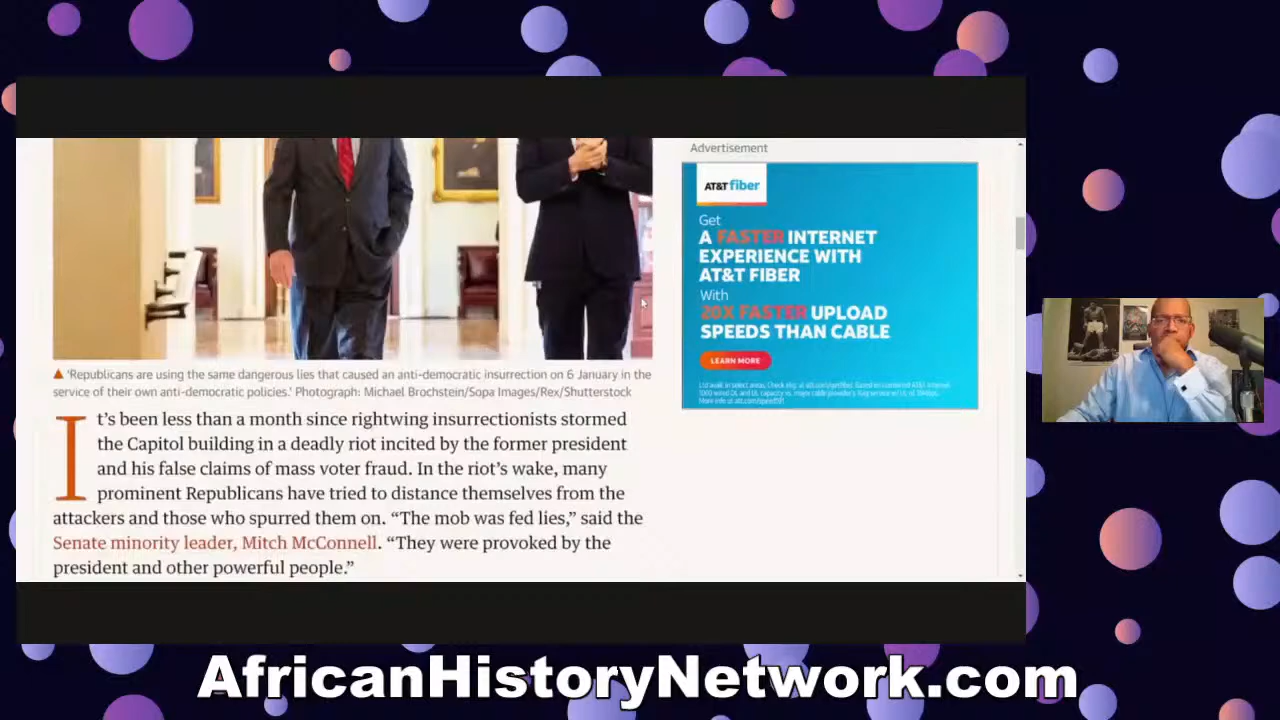 Advertisement
AT&T fiber
Get
A FASTER INTERNET
EXPERIENCE WITH
AT&T FIBER
With
20X FASTER UPLOAD
SPEEDS THAN CABLE
LEARN MORE
▲ 'Republicans are using the same dangerous lies that caused an anti-democratic insurrection on 6 January in the
service of their own anti-democratic policies.' Photograph: Michael Brochstein/Sopa Images/Rex/Shutterstock
It's been less than a month since rightwing insurrectionists stormed
the Capitol building in a deadly riot incited by the former president
and his false claims of mass voter fraud. In the riot's wake, many
prominent Republicans have tried to distance themselves from the
attackers and those who spurred them on. “The mob was fed lies,” said the
Senate minority leader, Mitch McConnell. “They were provoked by the
president and other powerful people.”
AfricanHistoryNetwork.com